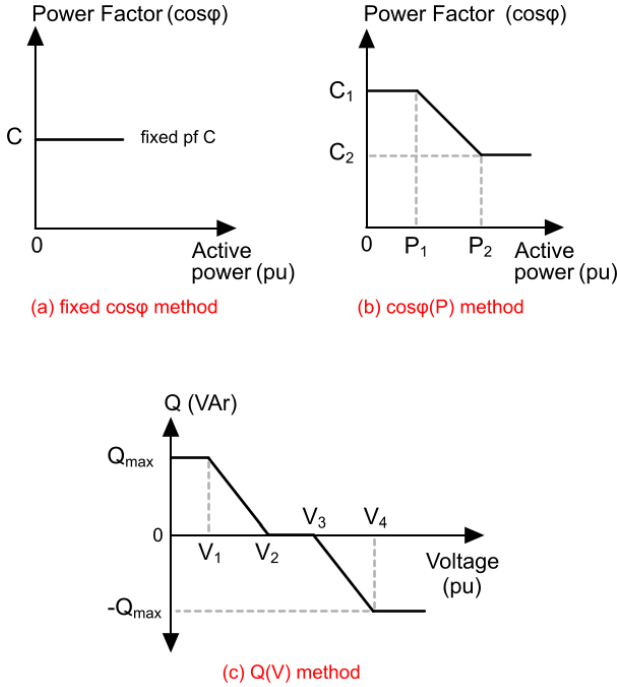 Power Factor (cosφ)
C
fixed pf C
0
Active
power (pu)
(a) fixed cosφ method
Power Factor (cosφ)
C1
C2
0
P1
P2
Active
power (pu)
(b) cosφ(P) method
Q (VAr)
Qmax
V3
V4
0
V1
V2
Voltage
(pu)
-Qmax
(c) Q(V) method